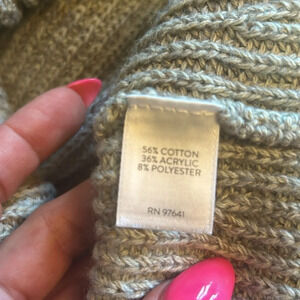 56% COTTON
36% ACRYLIC
8% POLYESTER
RN 97641